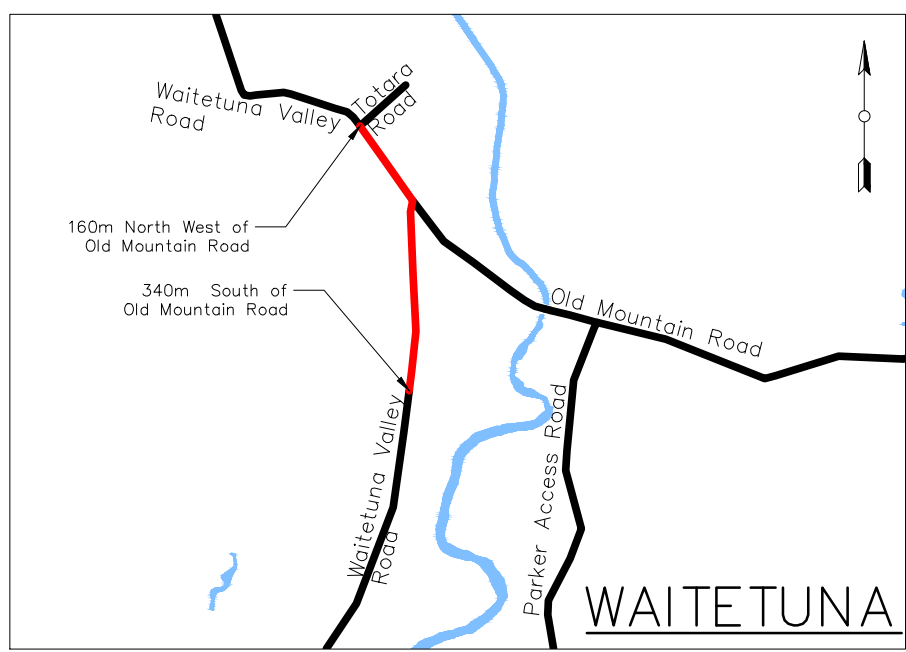 Waitetuna Valley
Road
Totara
Road
160m North West of
Old Mountain Road
340m South of
Old Mountain Road
Old Mountain Road
Waitetuna Valley
Road
Parker Access Road
WAITETUNA